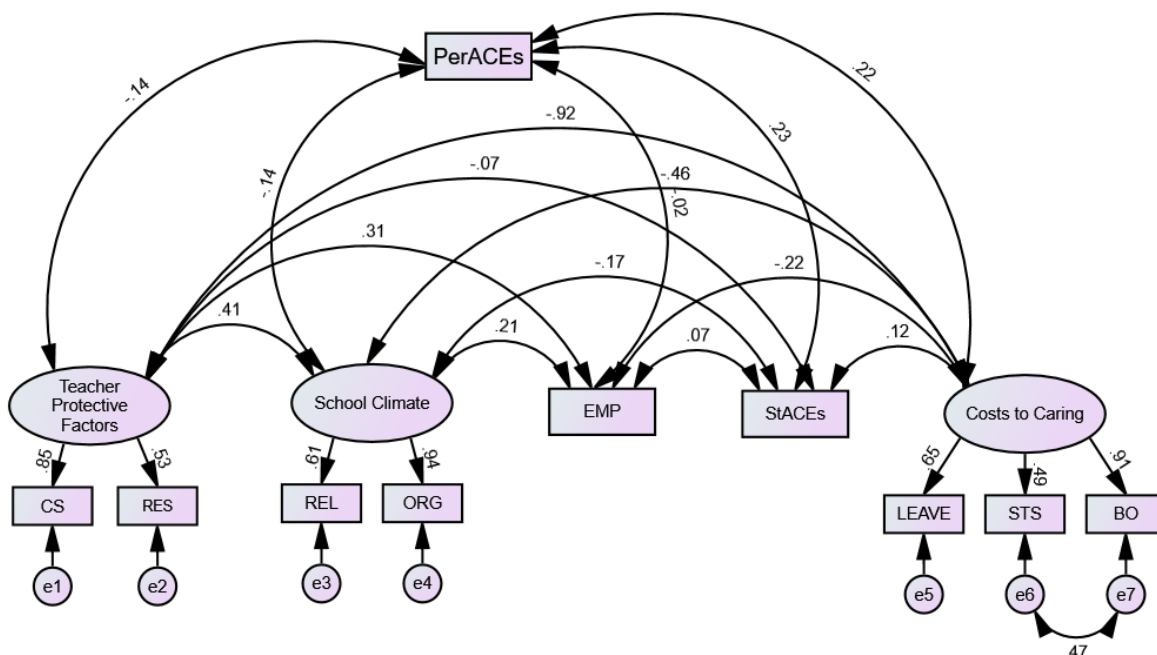 PerACEs
-.14
.22
-.92
.23
-.07
-.46
-.14
-.02
.31
-.17
-.22
.41
.21
.07
.12
Teacher
Protective
Factors
School Climate
EMP
StACEs
Costs to Caring
.85
.53
.61
.94
.65
.49
.91
CS
RES
REL
ORG
LEAVE
STS
BO
e1
e2
e3
e4
e5
e6
e7
.47